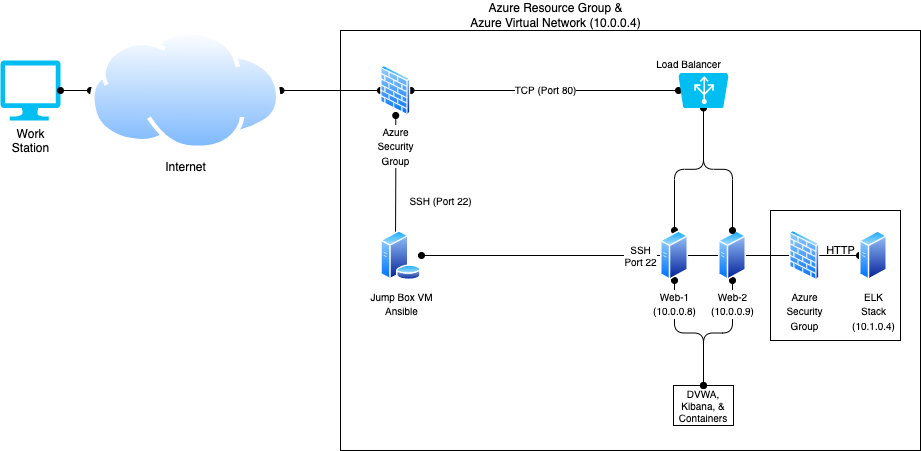 Azure Resource Group &
Azure Virtual Network (10.0.0.4)
Work
Station
Internet
Azure
Security
Group
TCP (Port 80)
Load Balancer
SSH (Port 22)
Jump Box VM
Ansible
SSH
Port 22
Web-1
(10.0.0.8)
Web-2
(10.0.0.9)
HTTP
Azure
Security
Group
ELK
Stack
(10.1.0.4)
DVWA,
Kibana, &
Containers